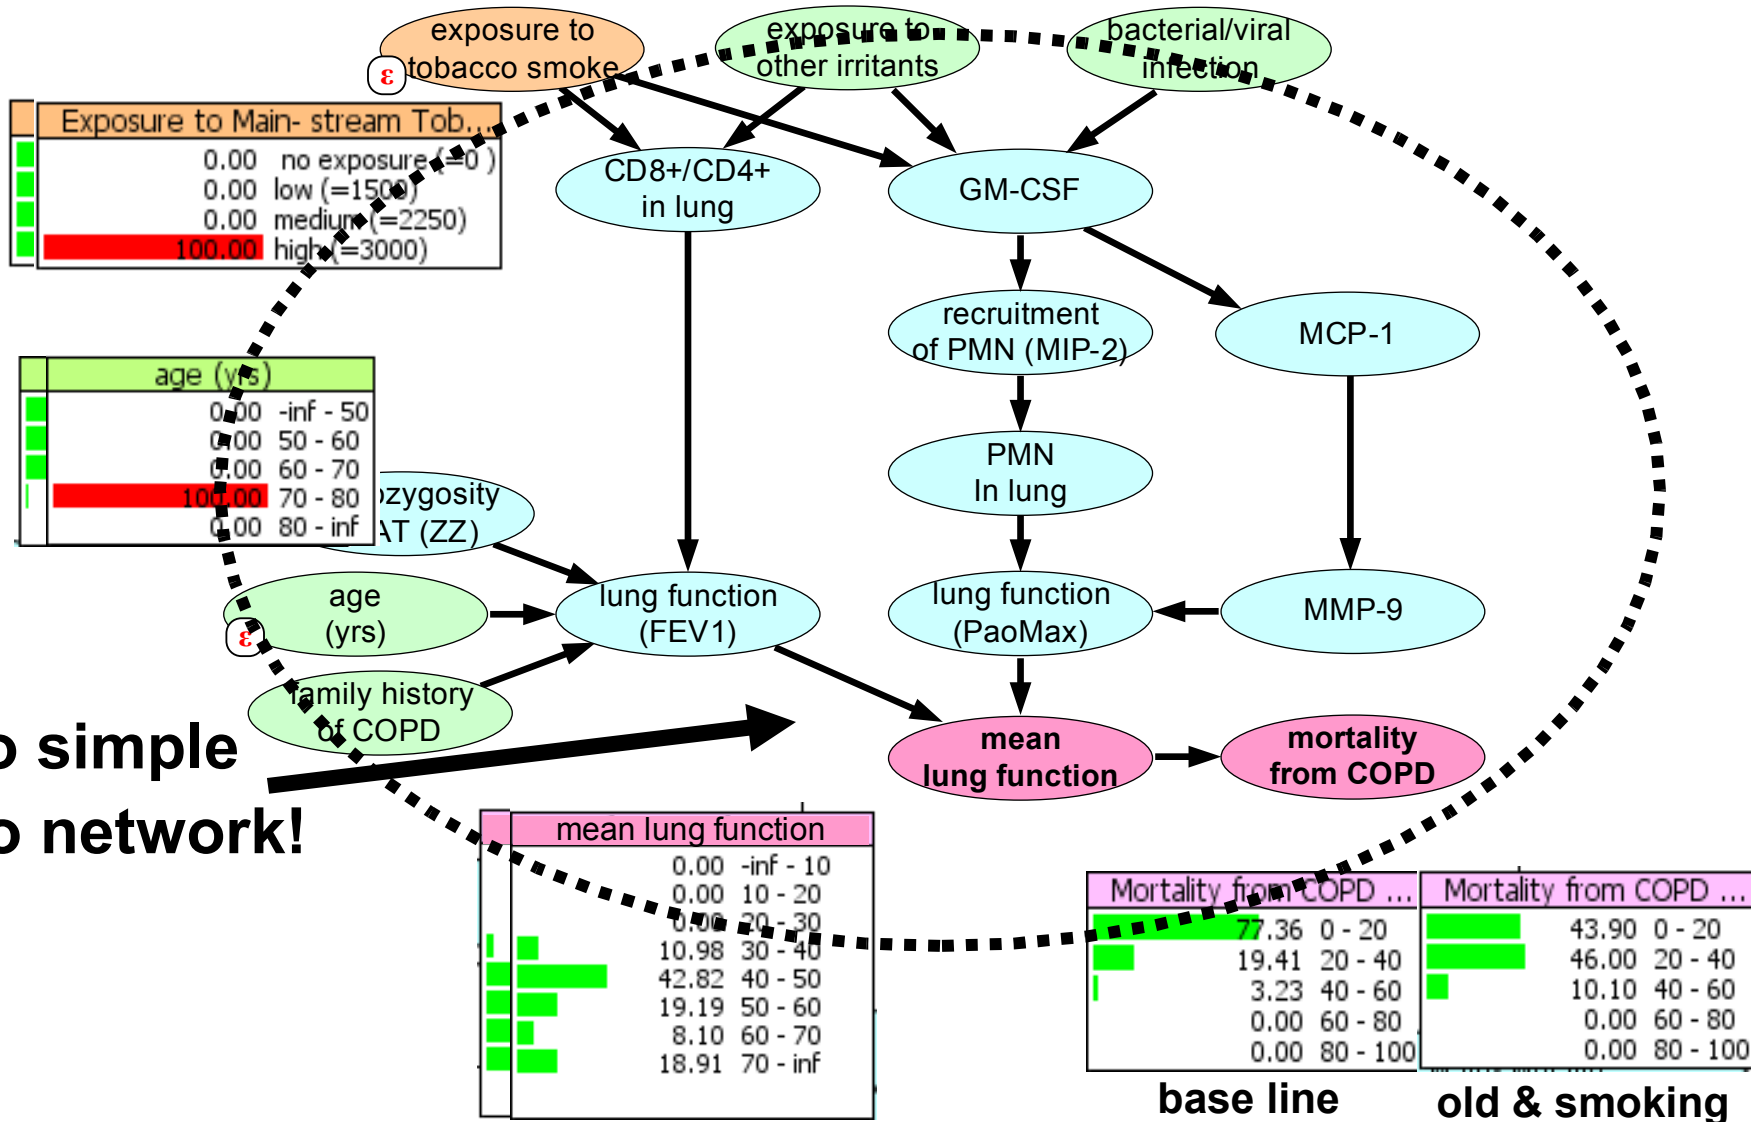 exposure to
tobacco smoke
ε
exposure to
other irritants
bacterial/viral
infection
Exposure to Main- stream Tob...
0.00 no exposure (=0 )
0.00 low (=1500)
0.00 medium (=2250)
100.00 high (=3000)
CD8+/CD4+
in lung
GM-CSF
recruitment
of PMN (MIP-2)
MCP-1
age (yrs)
0.00 -inf - 50
0.00 50 - 60
0.00 60 - 70
100.00 70 - 80
0.00 80 - inf
ozygosity
AT (ZZ)
PMN
In lung
age
(yrs)
ε
lung function
(FEV1)
lung function
(PaoMax)
MMP-9
family history
of COPD
o simple
o network!
mean
lung function
mortality
from COPD
mean lung function
0.00 -inf - 10
0.00 10 - 20
0.00 20 - 30
10.98 30 - 40
42.82 40 - 50
19.19 50 - 60
8.10 60 - 70
18.91 70 - inf
Mortality from COPD ...
77.36 0 - 20
19.41 20 - 40
3.23 40 - 60
0.00 60 - 80
0.00 80 - 100
base line
Mortality from COPD ...
43.90 0 - 20
46.00 20 - 40
10.10 40 - 60
0.00 60 - 80
0.00 80 - 100
old & smoking